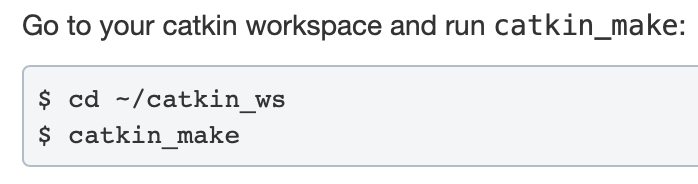 Go to your catkin workspace and run catkin_make:
$ cd ~/catkin_ws
$ catkin_make